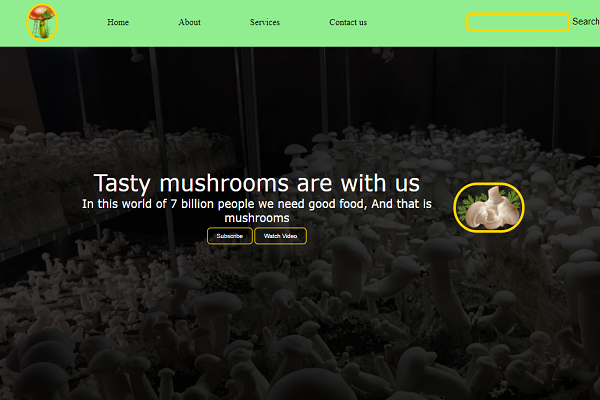 Home About Services Contact us Search
Tasty mushrooms are with us
In this world of 7 billion people we need good food, And that is
mushrooms
Subscribe Watch Video